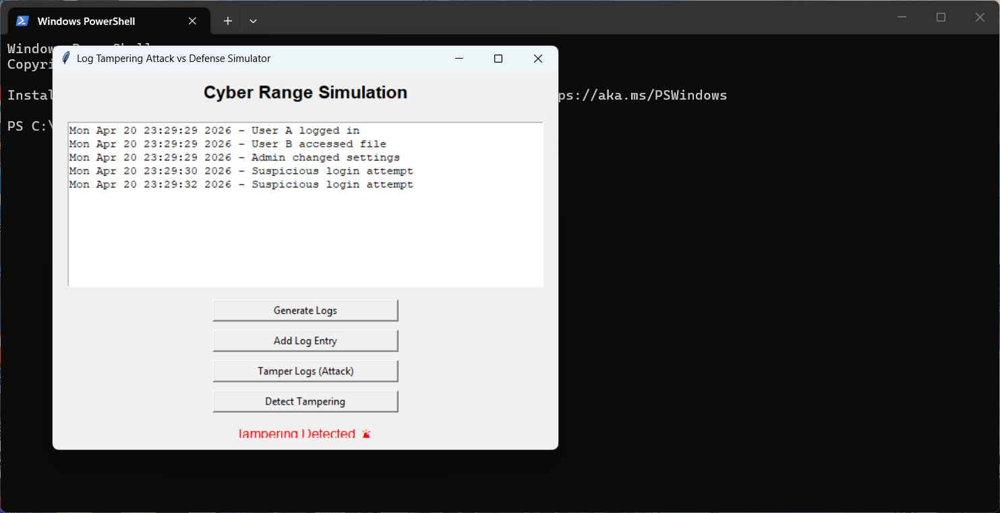 Windows PowerShell
Copyri
Instal
ps://aka.ms/PSWindows
PS C:\
Log Tampering Attack vs Defense Simulator
Cyber Range Simulation
Mon Apr 20 23:29:29 2026 - User A logged in
Mon Apr 20 23:29:29 2026 - User B accessed file
Mon Apr 20 23:29:29 2026 - Admin changed settings
Mon Apr 20 23:29:30 2026 - Suspicious login attempt
Mon Apr 20 23:29:32 2026 - Suspicious login attempt
Generate Logs
Add Log Entry
Tamper Logs (Attack)
Detect Tampering
Tampering Detected 🚨